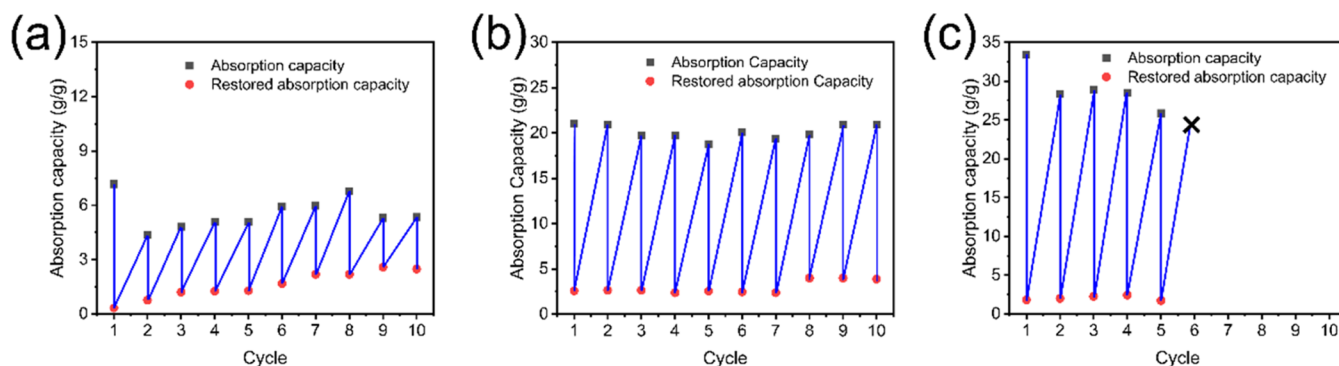 (a)
Absorption capacity (g/g)
15
12
9
6
3
0
Absorption capacity
Restored absorption capacity
1 2 3 4 5 6 7 8 9 10
Cycle
(b)
Absorption Capacity (g/g)
30
25
20
15
10
5
0
Absorption Capacity
Restored absorption Capacity
1 2 3 4 5 6 7 8 9 10
Cycle
(c)
Absorption capacity (g/g)
35
30
25
20
15
10
5
0
Absorption capacity
Restored absorption capacity
1 2 3 4 5 6 7 8 9 10
Cycle